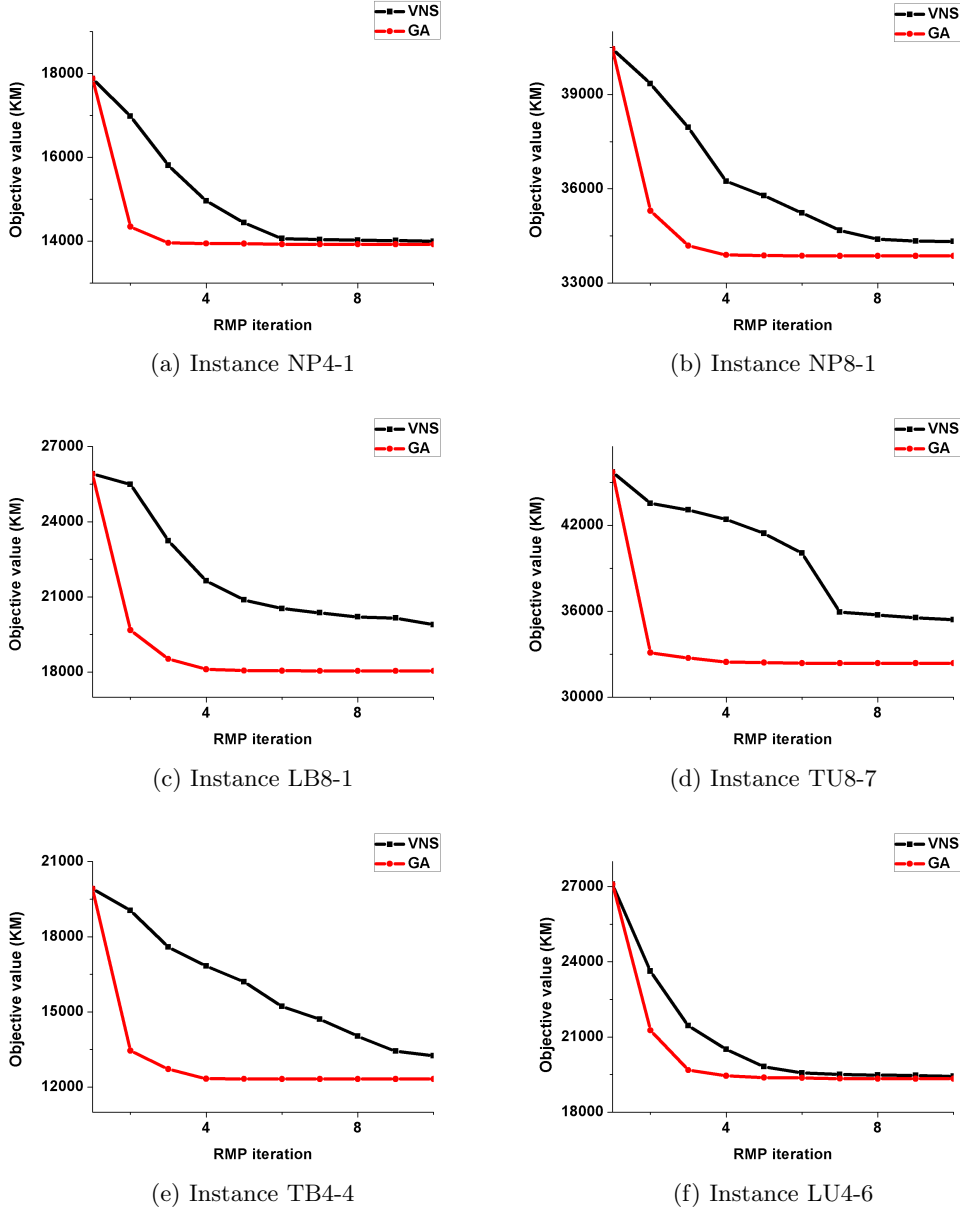 VNS
GA
Objective value (KM)
18000
16000
14000
4
8
RMP iteration
(a) Instance NP4-1
VNS
GA
Objective value (KM)
39000
36000
33000
4
8
RMP iteration
(b) Instance NP8-1
VNS
GA
Objective value (KM)
27000
24000
21000
18000
4
8
RMP iteration
(c) Instance LB8-1
VNS
GA
Objective value (KM)
42000
36000
30000
4
8
RMP iteration
(d) Instance TU8-7
VNS
GA
Objective value (KM)
21000
18000
15000
12000
4
8
RMP iteration
(e) Instance TB4-4
VNS
GA
Objective value (KM)
27000
24000
21000
18000
4
8
RMP iteration
(f) Instance LU4-6